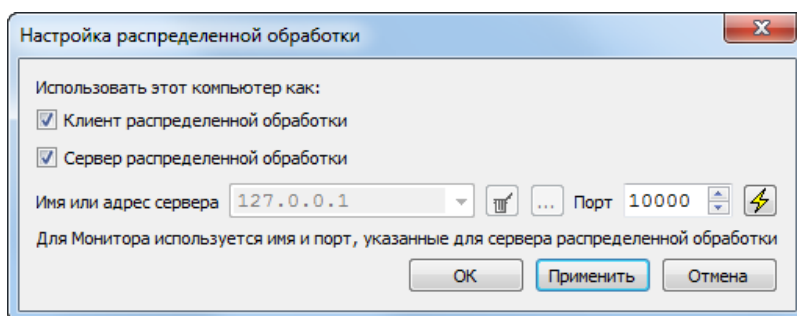 Настройка распределенной обработки
Использовать этот компьютер как:
Клиент распределенной обработки
Сервер распределенной обработки
Имя или адрес сервера 127.0.0.1 ... Порт 10000
Для Монитора используется имя и порт, указанные для сервера распределенной обработки
ОК Применить Отмена